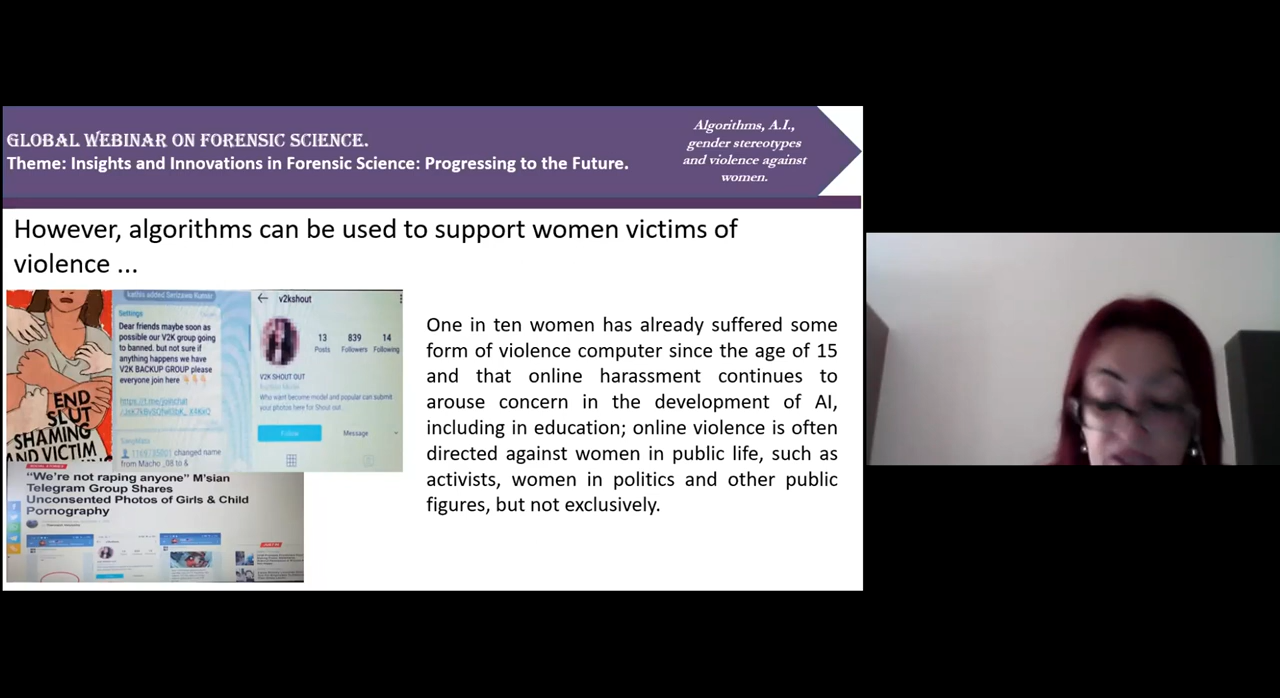 GLOBAL WEBINAR ON FORENSIC SCIENCE.
Theme: Insights and Innovations in Forensic Science: Progressing to the Future.
Algorithms, A.I.,
gender stereotypes
and violence against
women.
However, algorithms can be used to support women victims of
violence ...
END
SLUT
SHAMING
AND VICTIM
Settings
Dear friends maybe soon as
possible our V2K group going
to banned. but not sure if
anything happens we have
V2K BACKUP GROUP please
everyone join here
changed name
from Macho
v2kshout
13 839 14
Posts Followers Following
V2K SHOUT OUT
Who want become model and popular can submit
your photos here for Shout out
Follow Message
"We're not raping anyone" M'sian
Telegram Group Shares
Unconsented Photos of Girls & Child
Pornography
One in ten women has already suffered some
form of violence computer since the age of 15
and that online harassment continues to
arouse concern in the development of AI,
including in education; online violence is often
directed against women in public life, such as
activists, women in politics and other public
figures, but not exclusively.